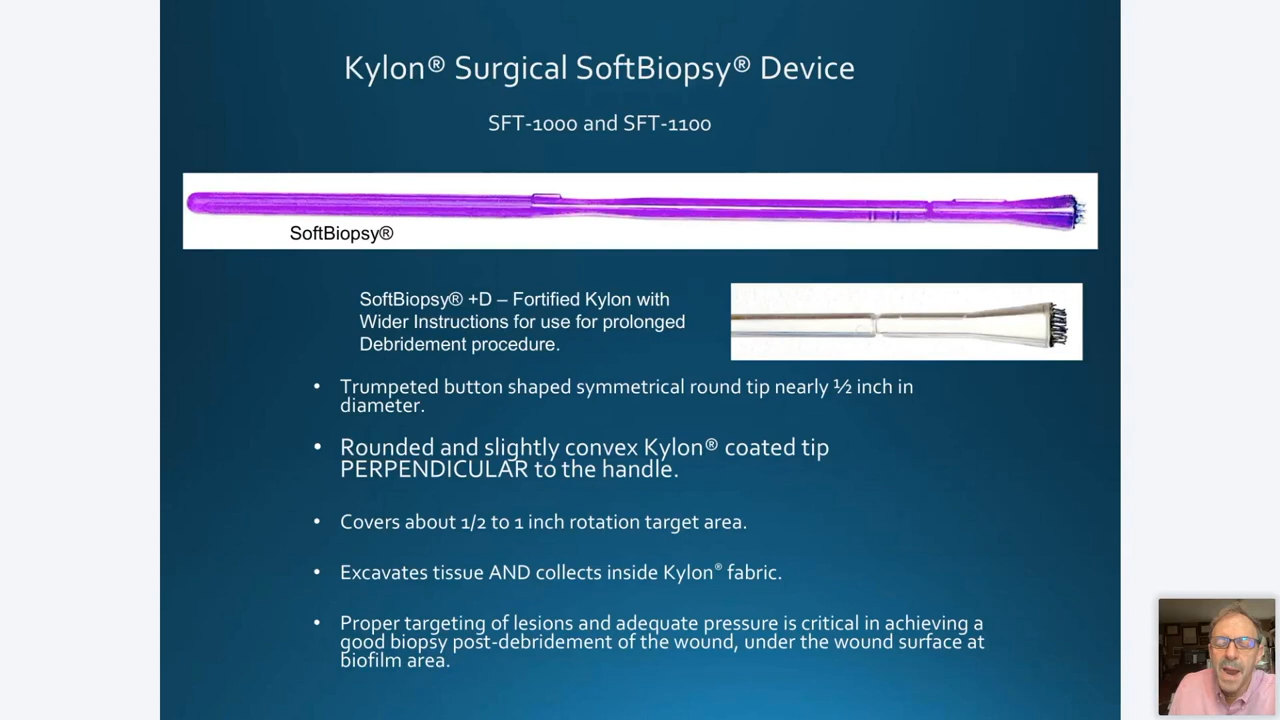 Kylon® Surgical SoftBiopsy® Device
SFT-1000 and SFT-1100
SoftBiopsy®
SoftBiopsy® +D – Fortified Kylon with
Wider Instructions for use for prolonged
Debridement procedure.
• Trumpeted button shaped symmetrical round tip nearly ½ inch in
diameter.
• Rounded and slightly convex Kylon® coated tip
PERPENDICULAR to the handle.
• Covers about 1/2 to 1 inch rotation target area.
• Excavates tissue AND collects inside Kylon® fabric.
• Proper targeting of lesions and adequate pressure is critical in achieving a
good biopsy post-debridement of the wound, under the wound surface at
biofilm area.